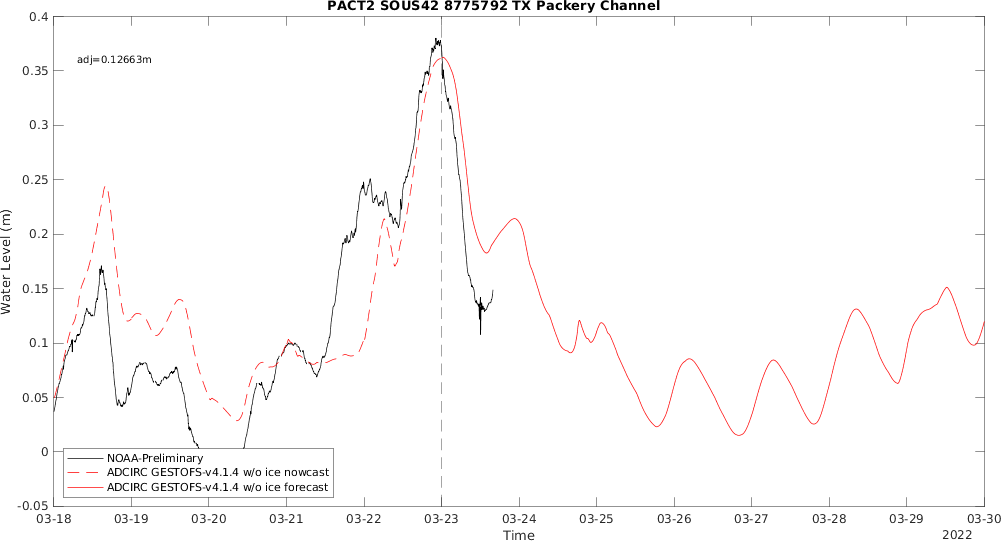 PACT2 SOUS42 8775792 TX Packery Channel
0.4
adj=0.12663m
0.35
0.3
0.25
0.2
0.15
0.1
0.05
0
-0.05
Water Level (m)
NOAA-Preliminary
ADCIRC GESTOFS-v4.1.4 w/o ice nowcast
ADCIRC GESTOFS-v4.1.4 w/o ice forecast
03-18 03-19 03-20 03-21 03-22 03-23 03-24 03-25 03-26 03-27 03-28 03-29 03-30
Time
2022